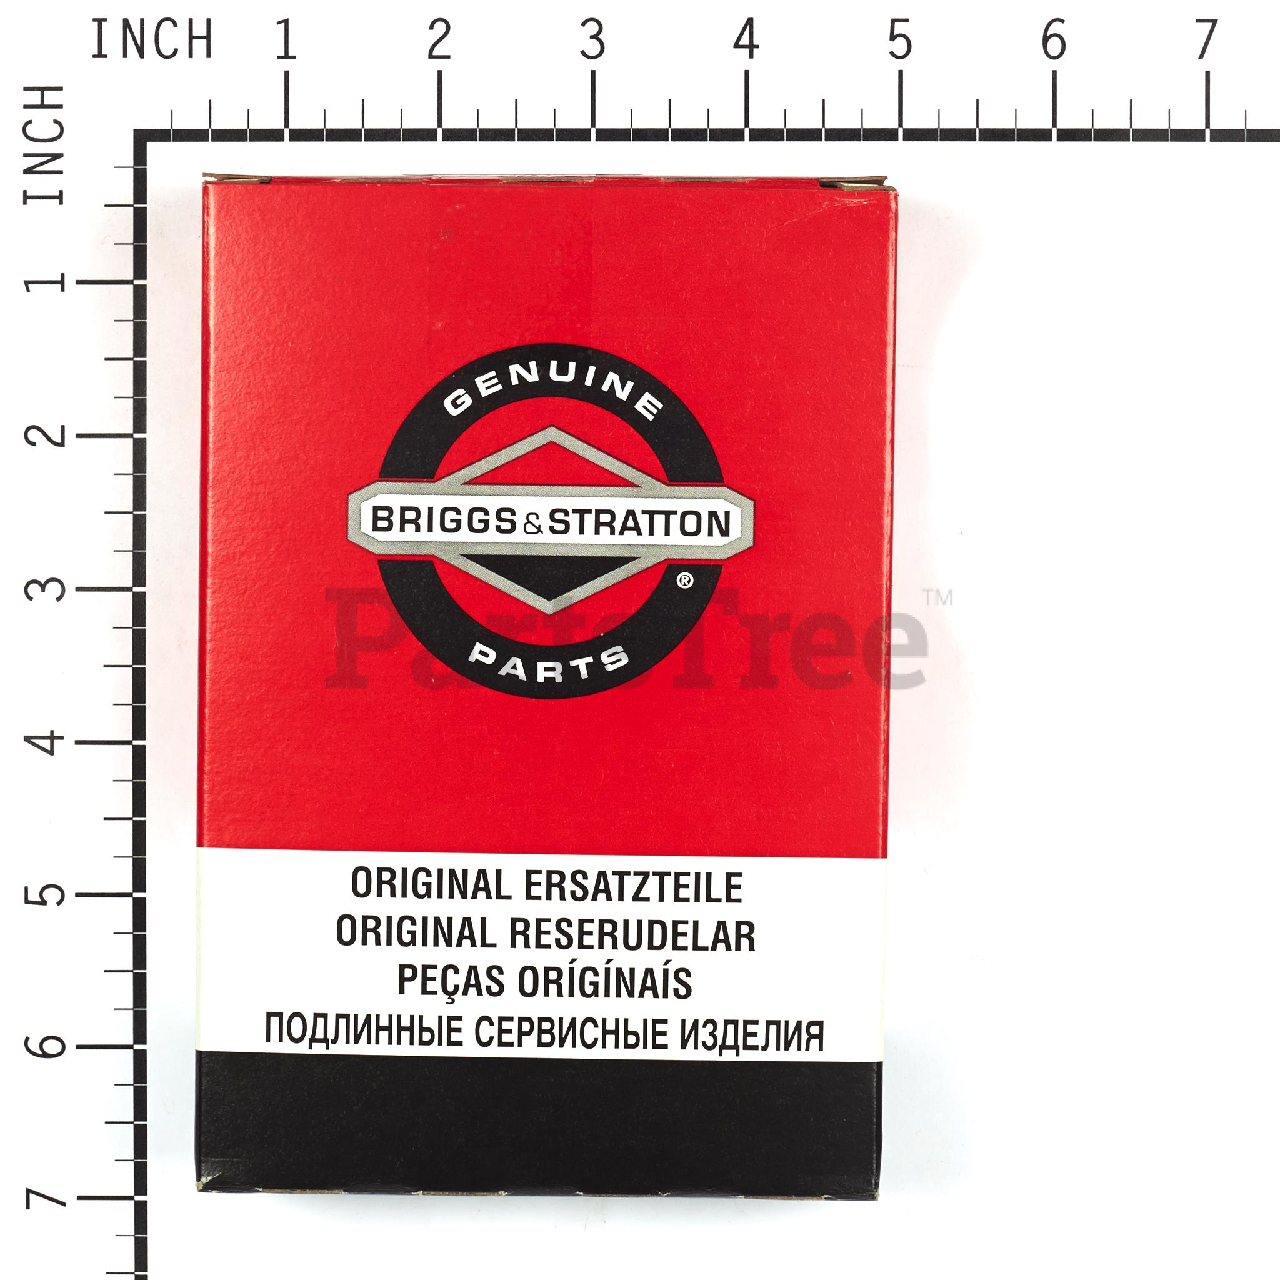 INCH 1 2 3 4 5 6 7
INCH
1
2
3
4
5
6
7
GENUINE
BRIGGS & STRATTON
®
PARTS
PartsTree™
ORIGINAL ERSATZTEILE
ORIGINAL RESERUDELAR
PEÇAS ORÍGÍNAÍS
ПОДЛИННЫЕ СЕРВИСНЫЕ ИЗДЕЛИЯ